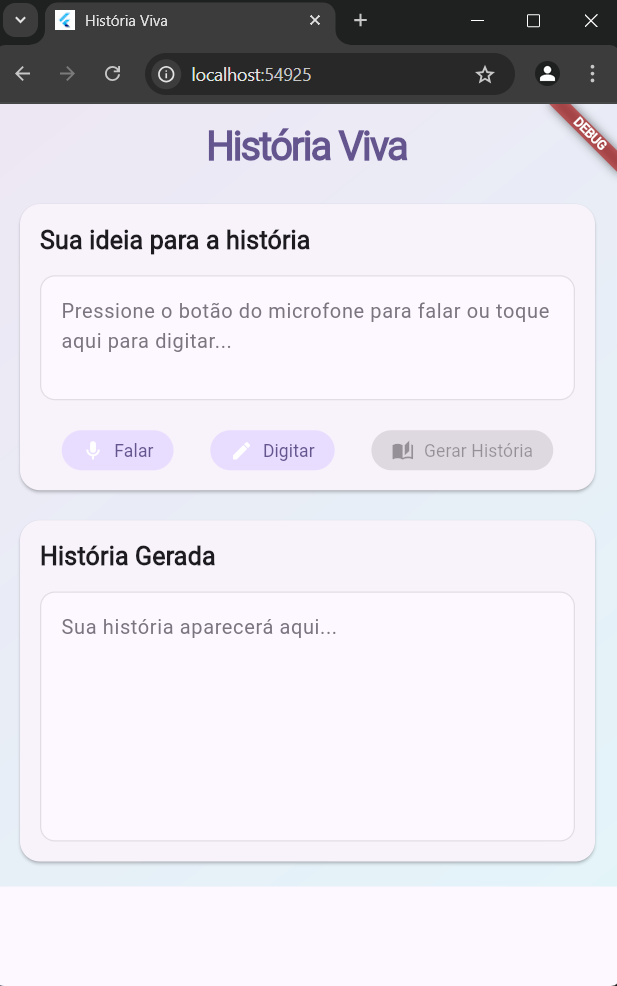 História Viva
localhost:54925
DEBUG
História Viva
Sua ideia para a história
Pressione o botão do microfone para falar ou toque
aqui para digitar...
Falar
Digitar
Gerar História
História Gerada
Sua história aparecerá aqui...